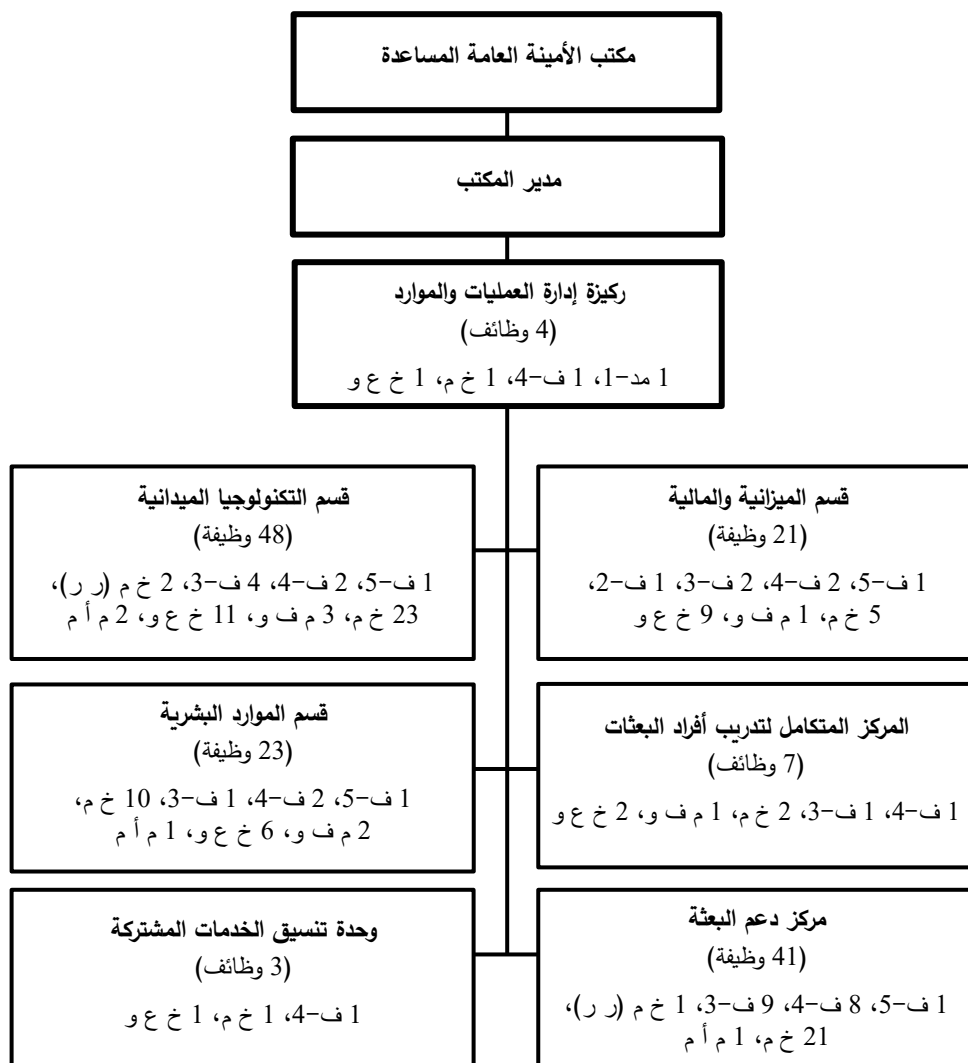 مكتب الأمينة العامة المساعدة
مدير المكتب
ركيزة إدارة العمليات والموارد
(4 وظائف)
1 مد-1، 1 ف-4، 1 خ م، 1 خ ع و
قسم الميزانية والمالية
(21 وظيفة)
1 ف-5، 2 ف-4، 2 ف-3، 1 ف-2،
5 خ م، 1 م ف و، 9 خ ع و
قسم التكنولوجيا الميدانية
(48 وظيفة)
1 ف-5، 2 ف-4، 4 ف-3، 2 خ م (ر ر)،
23 خ م، 3 م ف و، 11 خ ع و، 2 م أ م
المركز المتكامل لتدريب أفراد البعثات
(7 وظائف)
1 ف-4، 1 ف-3، 2 خ م، 1 م ف و، 2 خ ع و
قسم الموارد البشرية
(23 وظيفة)
1 ف-5، 2 ف-4، 1 ف-3، 10 خ م،
2 م ف و، 6 خ ع و، 1 م أ م
مركز دعم البعثة
(41 وظيفة)
1 ف-5، 8 ف-4، 9 ف-3، 1 خ م (ر ر)،
21 خ م، 1 م أ م
وحدة تنسيق الخدمات المشتركة
(3 وظائف)
1 ف-4، 1 خ م، 1 خ ع و